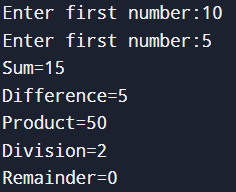 Enter first number:10
Enter first number:5
Sum=15
Difference=5
Product=50
Division=2
Remainder=0